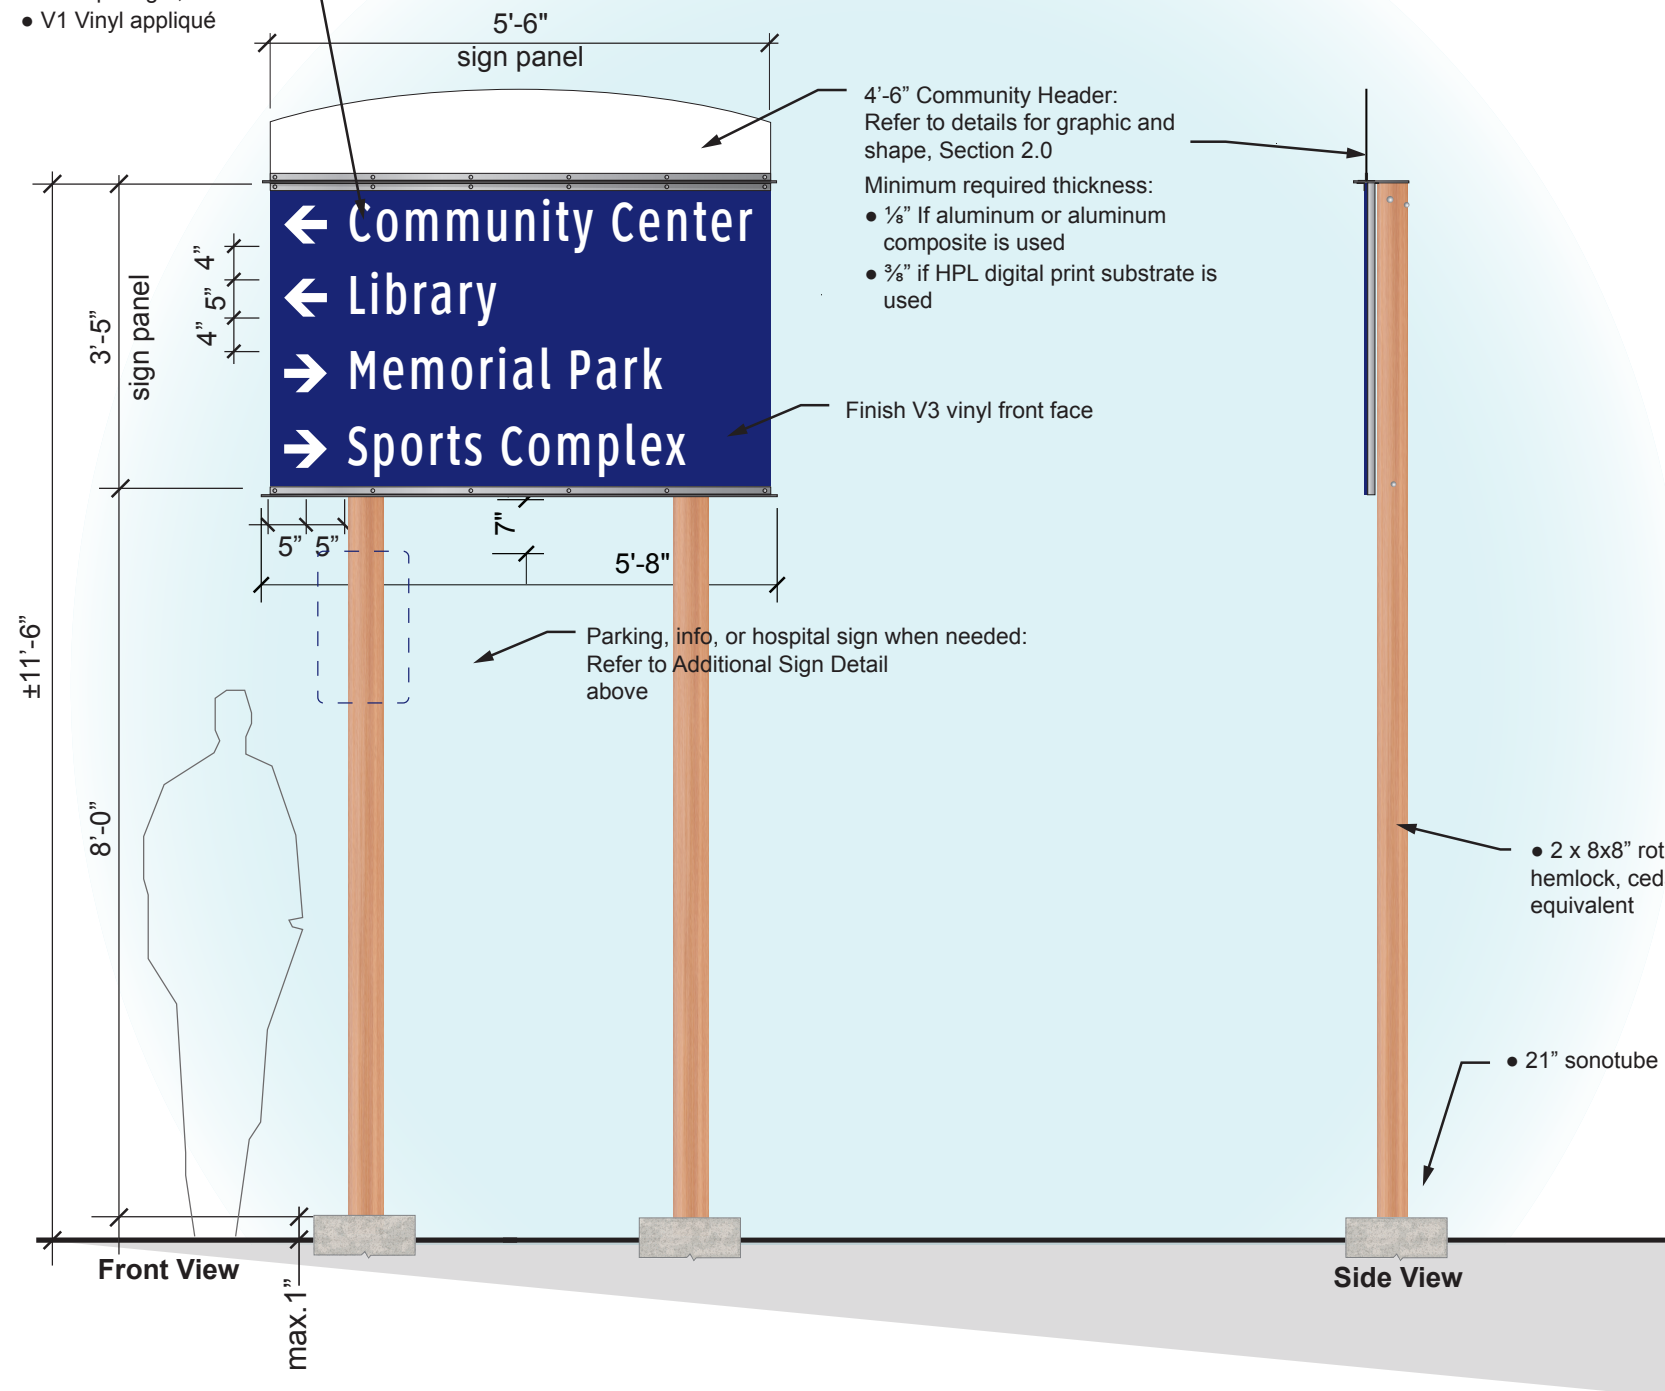 ● V1 Vinyl appliqué
5'-6"
sign panel
4’-6” Community Header:
Refer to details for graphic and
shape, Section 2.0
Minimum required thickness:
● ⅛” If aluminum or aluminum
composite is used
● ⅜” if HPL digital print substrate is
used
Community Center
Library
Memorial Park
Sports Complex
4”
5”
4”
3’-5”
sign panel
Finish V3 vinyl front face
5”
5”
7"
5'-8"
±11’-6”
8’-0”
Parking, info, or hospital sign when needed:
Refer to Additional Sign Detail
above
● 2 x 8x8” rot
hemlock, ced
equivalent
● 21” sonotube
Front View
Side View
max.1”